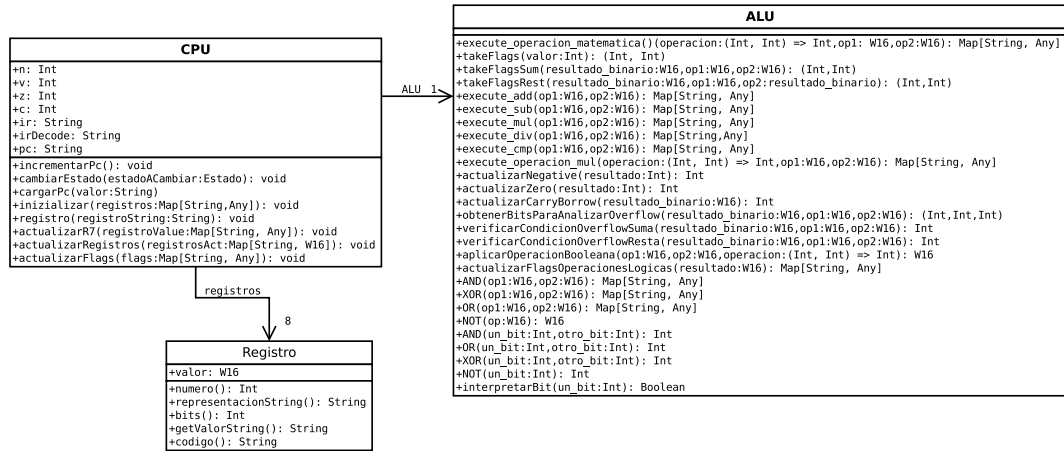 CPU
+n: Int
+v: Int
+z: Int
+c: Int
+ir: String
+irDecode: String
+pc: String
+incrementarPc(): void
+cambiarEstado(estadoACambiar:Estado): void
+cargarPc(valor:String)
+inizializar(registros:Map[String,Any]): void
+registro(registroString:String): void
+actualizarR7(registroValue:Map[String, Any]): void
+actualizarRegistros(registrosAct:Map[String, W16]): void
+actualizarFlags(flags:Map[String, Any]): void
ALU 1
ALU
+execute_operacion_matematica()(operacion:(Int, Int) => Int,op1: W16,op2:W16): Map[String, Any]
+takeFlags(valor:Int): (Int, Int)
+takeFlagsSum(resultado_binario:W16,op1:W16,op2:W16): (Int,Int)
+takeFlagsRest(resultado_binario:W16,op1:W16,op2:resultado_binario): (Int,Int)
+execute_add(op1:W16,op2:W16): Map[String, Any]
+execute_sub(op1:W16,op2:W16): Map[String, Any]
+execute_mul(op1:W16,op2:W16): Map[String, Any]
+execute_div(op1:W16,op2:W16): Map[String,Any]
+execute_cmp(op1:W16,op2:W16): Map[String, Any]
+execute_operacion_mul(operacion:(Int, Int) => Int,op1:W16,op2:W16): Map[String, Any]
+actualizarNegative(resultado:Int): Int
+actualizarZero(resultado:Int): Int
+actualizarCarryBorrow(resultado_binario:W16): Int
+obtenerBitsParaAnalizarOverflow(resultado_binario:W16,op1:W16,op2:W16): (Int,Int,Int)
+verificarCondicionOverflowSuma(resultado_binario:W16,op1:W16,op2:W16): Int
+verificarCondicionOverflowResta(resultado_binario:W16,op1:W16,op2:W16): Int
+aplicarOperacionBooleana(op1:W16,op2:W16,operacion:(Int, Int) => Int): W16
+actualizarFlagsOperacionesLogicas(resultado:W16): Map[String, Any]
+AND(op1:W16,op2:W16): Map[String, Any]
+XOR(op1:W16,op2:W16): Map[String, Any]
+OR(op1:W16,op2:W16): Map[String, Any]
+NOT(op:W16): W16
+AND(un_bit:Int,otro_bit:Int): Int
+OR(un_bit:Int,otro_bit:Int): Int
+XOR(un_bit:Int,otro_bit:Int): Int
+NOT(un_bit:Int): Int
+interpretarBit(un_bit:Int): Boolean
registros
8
Registro
+valor: W16
+numero(): Int
+representacionString(): String
+bits(): Int
+getValorString(): String
+codigo(): String